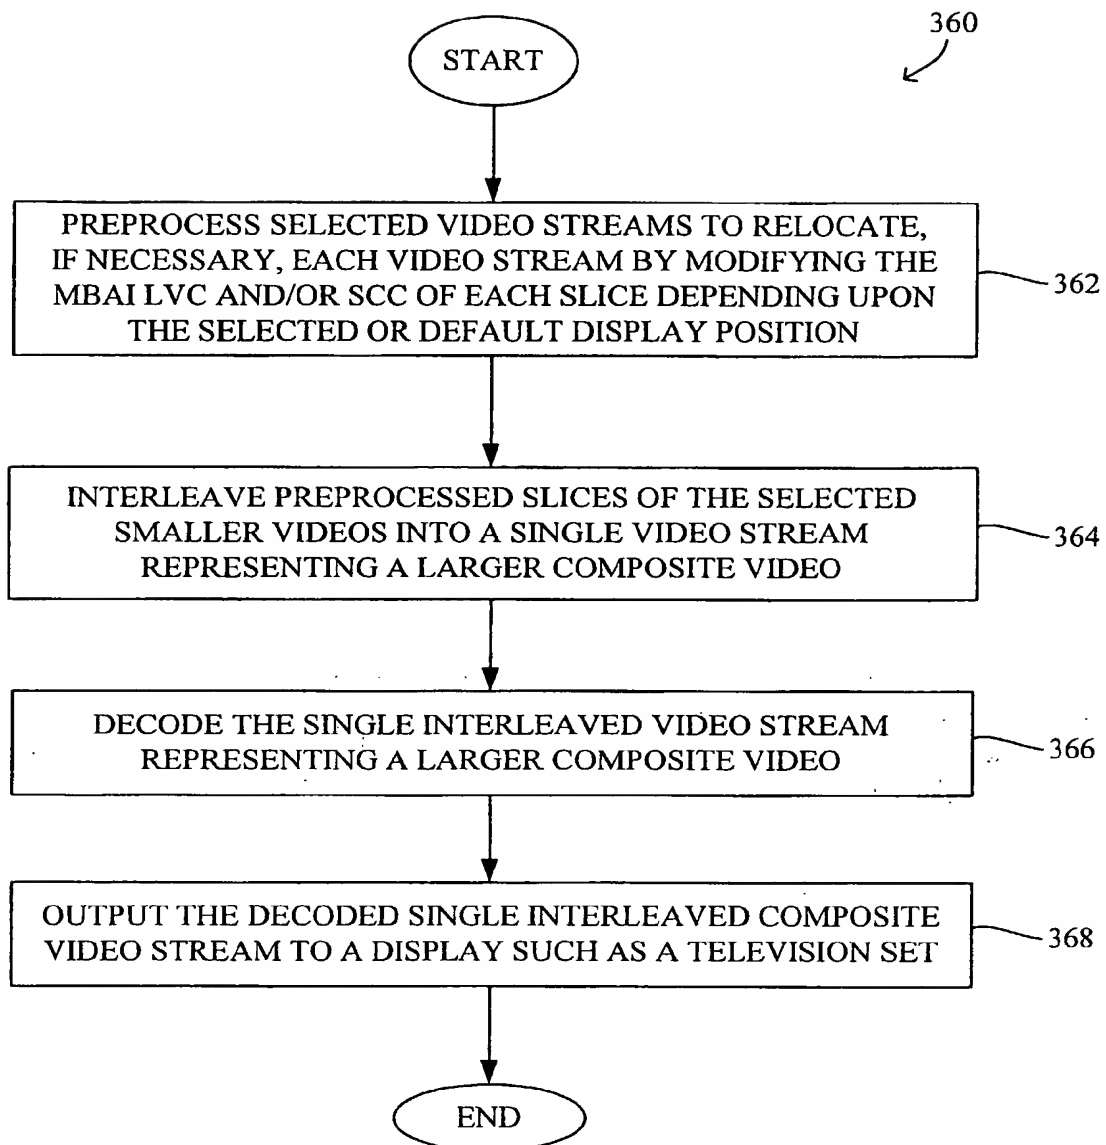 360
START
PREPROCESS SELECTED VIDEO STREAMS TO RELOCATE,
IF NECESSARY, EACH VIDEO STREAM BY MODIFYING THE
MBAI LVC AND/OR SCC OF EACH SLICE DEPENDING UPON
THE SELECTED OR DEFAULT DISPLAY POSITION
362
INTERLEAVE PREPROCESSED SLICES OF THE SELECTED
SMALLER VIDEOS INTO A SINGLE VIDEO STREAM
REPRESENTING A LARGER COMPOSITE VIDEO
364
DECODE THE SINGLE INTERLEAVED VIDEO STREAM
REPRESENTING A LARGER COMPOSITE VIDEO
366
OUTPUT THE DECODED SINGLE INTERLEAVED COMPOSITE
VIDEO STREAM TO A DISPLAY SUCH AS A TELEVISION SET
368
END